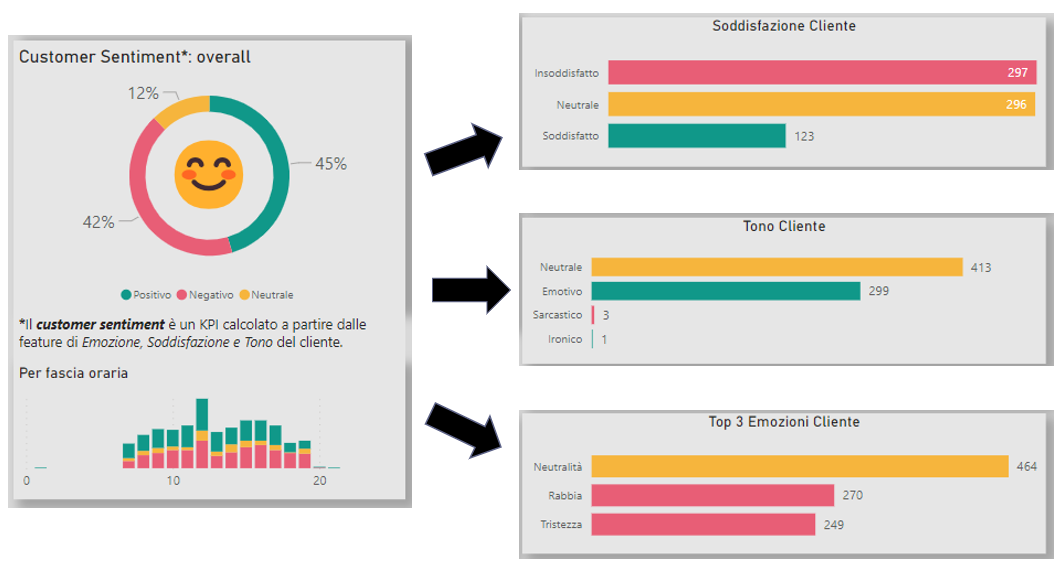 Customer Sentiment*: overall
12%
45%
42%
Positivo Negativo Neutrale
*Il customer sentiment è un KPI calcolato a partire dalle
feature di Emozione, Soddisfazione e Tono del cliente.
Per fascia oraria
0 10 20
Soddisfazione Cliente
Insoddisfatto 297
Neutrale 296
Soddisfatto 123
Tono Cliente
Neutrale 413
Emotivo 299
Sarcastico 3
Ironico 1
Top 3 Emozioni Cliente
Neutralità 464
Rabbia 270
Tristezza 249